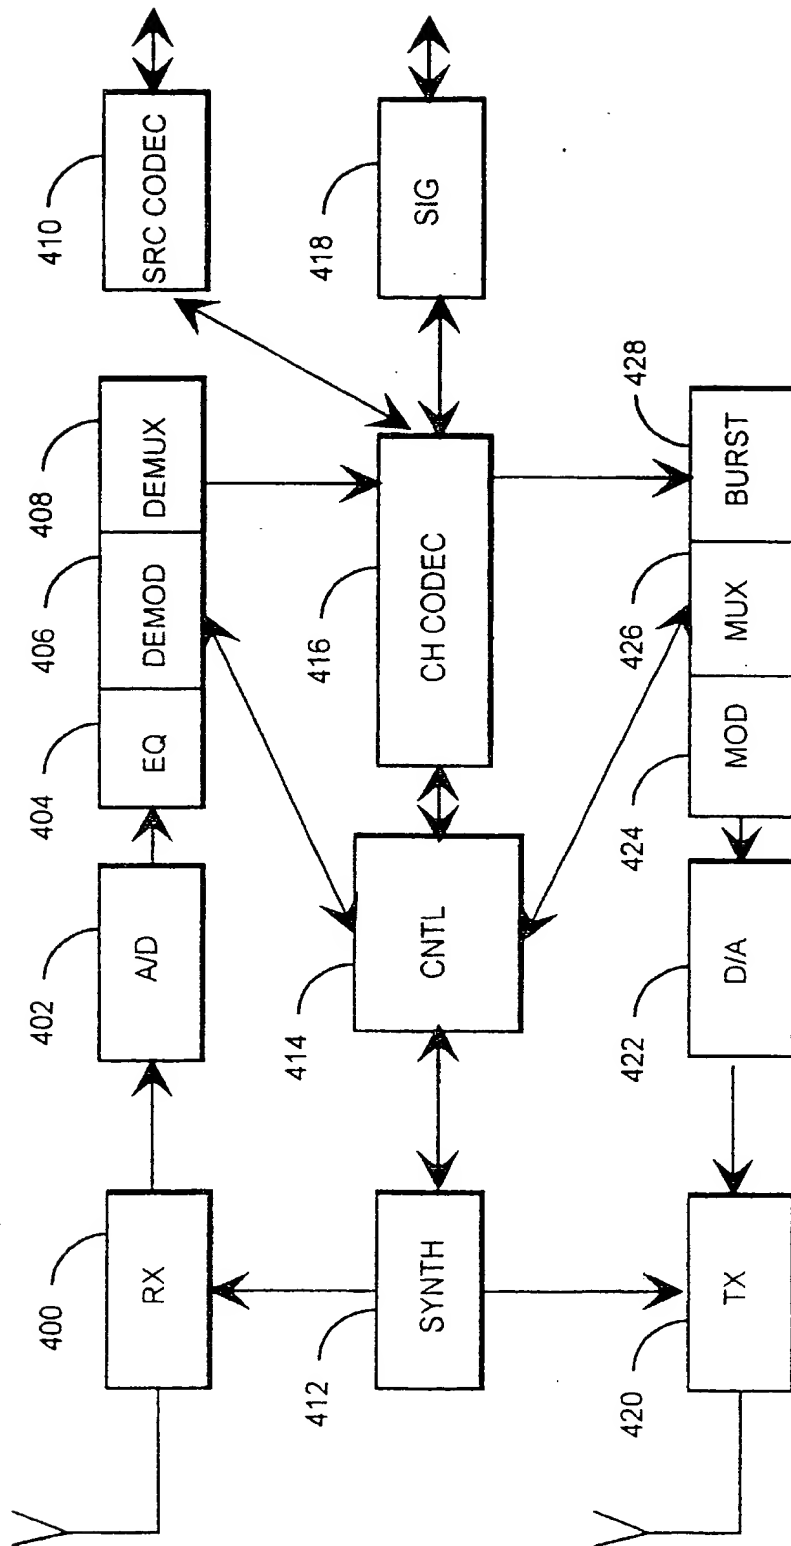 400
RX
402
A/D
404
EQ
406
DEMOD
408
DEMUX
410
SRC CODEC
412
SYNTH
414
CNTL
416
CH CODEC
418
SIG
420
TX
422
D/A
424
MOD
426
MUX
428
BURST